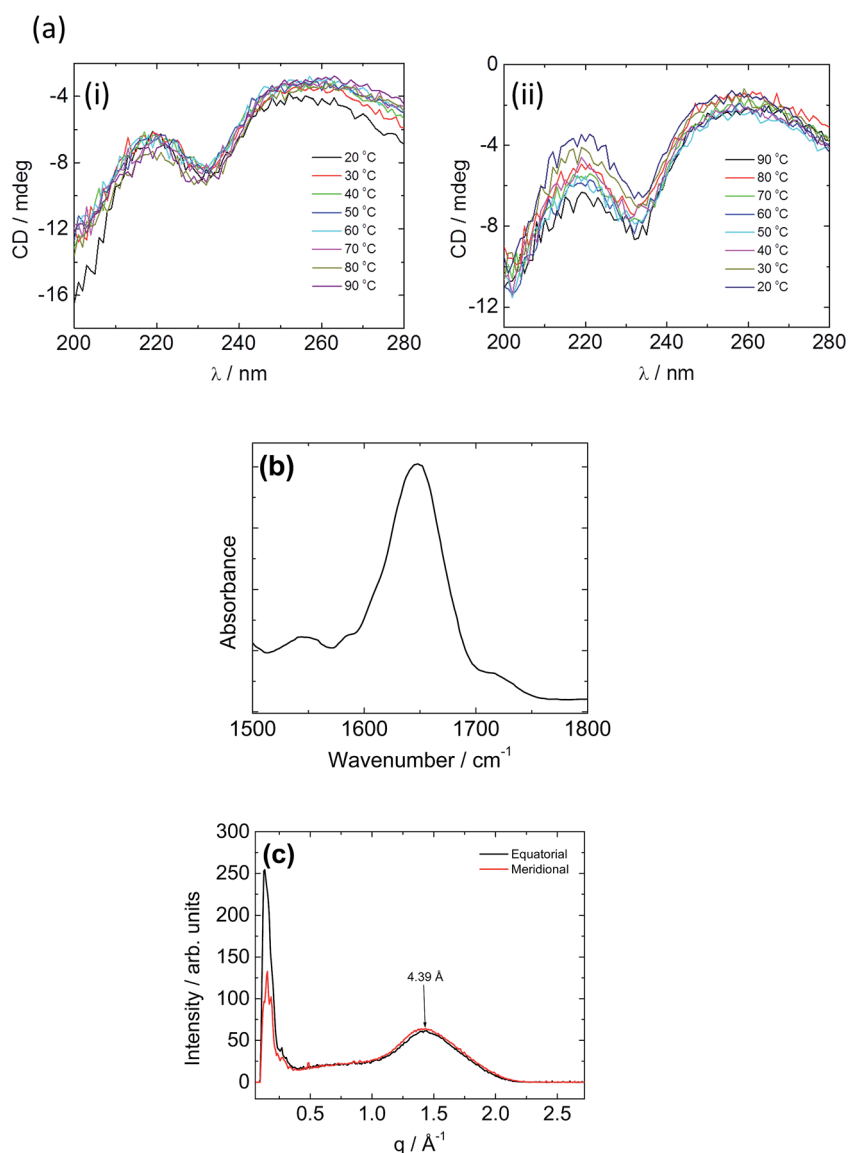 (a)
(i)
CD / mdeg
-4
-8
-12
-16
200 220 240 260 280
λ / nm
20 °C
30 °C
40 °C
50 °C
60 °C
70 °C
80 °C
90 °C
(ii)
CD / mdeg
0
-4
-8
-12
200 220 240 260 280
λ / nm
90 °C
80 °C
70 °C
60 °C
50 °C
40 °C
30 °C
20 °C
(b)
Absorbance
1500 1600 1700 1800
Wavenumber / cm⁻¹
(c)
Equatorial
Meridional
4.39 Å
Intensity / arb. units
300
250
200
150
100
50
0
0.5 1.0 1.5 2.0 2.5
q / Å⁻¹